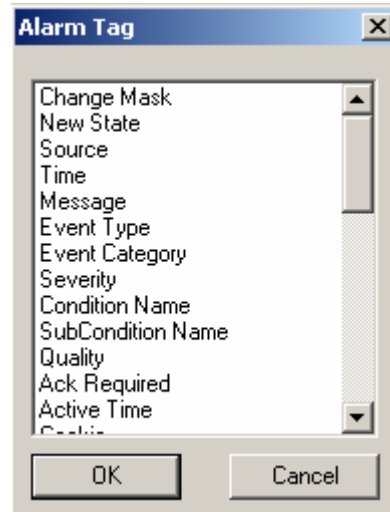 Alarm Tag
Change Mask
New State
Source
Time
Message
Event Type
Event Category
Severity
Condition Name
SubCondition Name
Quality
Ack Required
Active Time
OK
Cancel